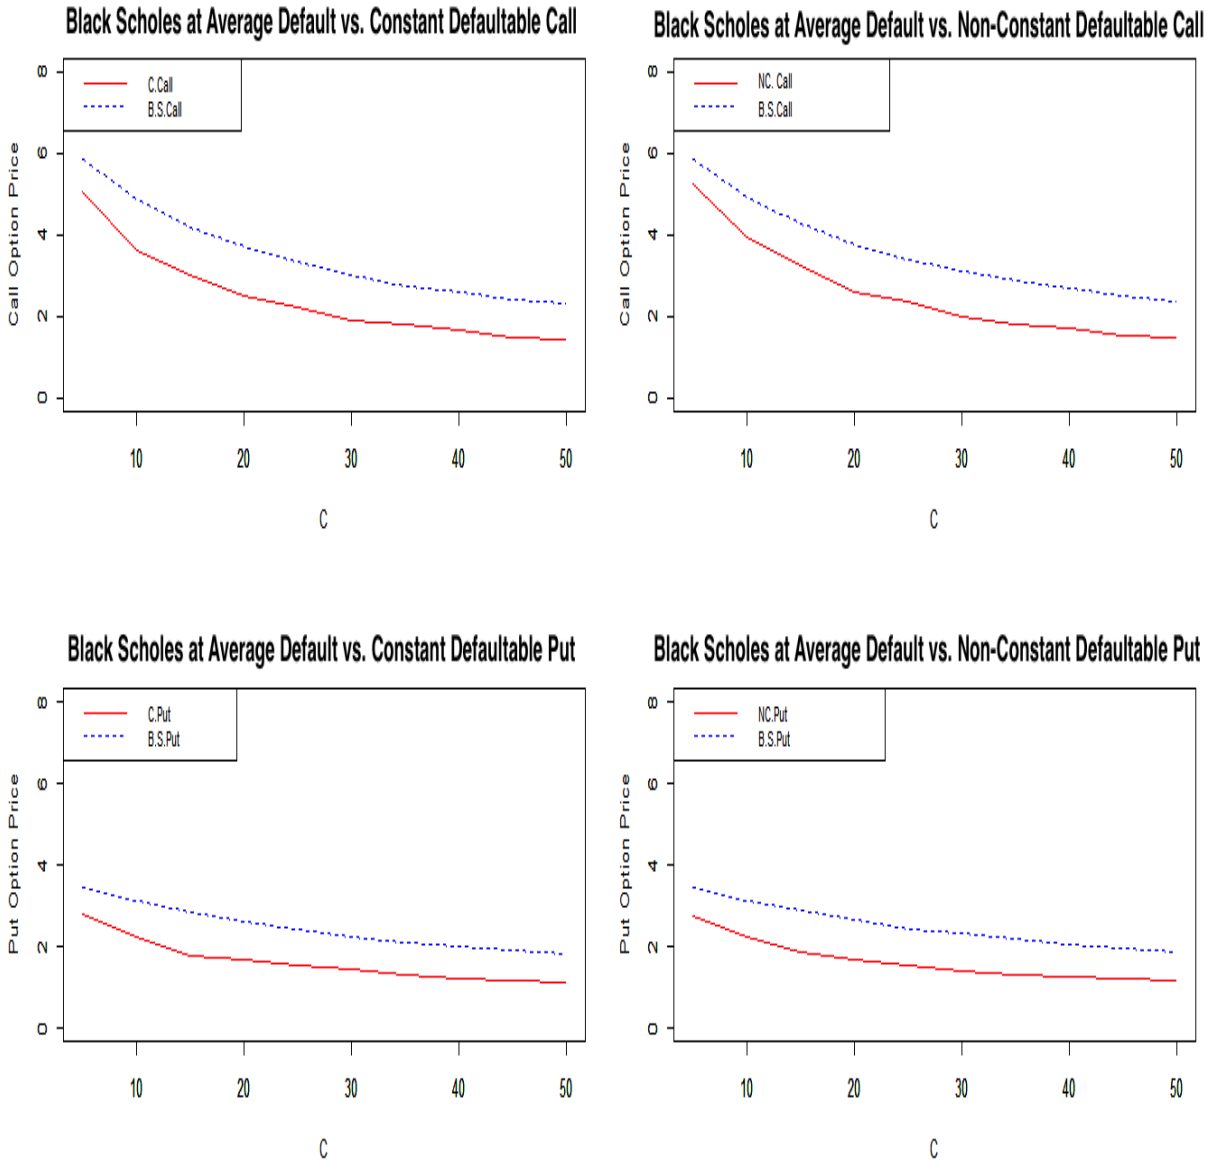 Black Scholes at Average Default vs. Constant Defaultable Call
C.Call
B.S.Call
Call Option Price
8
6
4
2
0
10 20 30 40 50
C
Black Scholes at Average Default vs. Non-Constant Defaultable Call
NC. Call
B.S.Call
Call Option Price
8
6
4
2
0
10 20 30 40 50
C
Black Scholes at Average Default vs. Constant Defaultable Put
C.Put
B.S.Put
Put Option Price
8
6
4
2
0
10 20 30 40 50
C
Black Scholes at Average Default vs. Non-Constant Defaultable Put
NC.Put
B.S.Put
Put Option Price
8
6
4
2
0
10 20 30 40 50
C